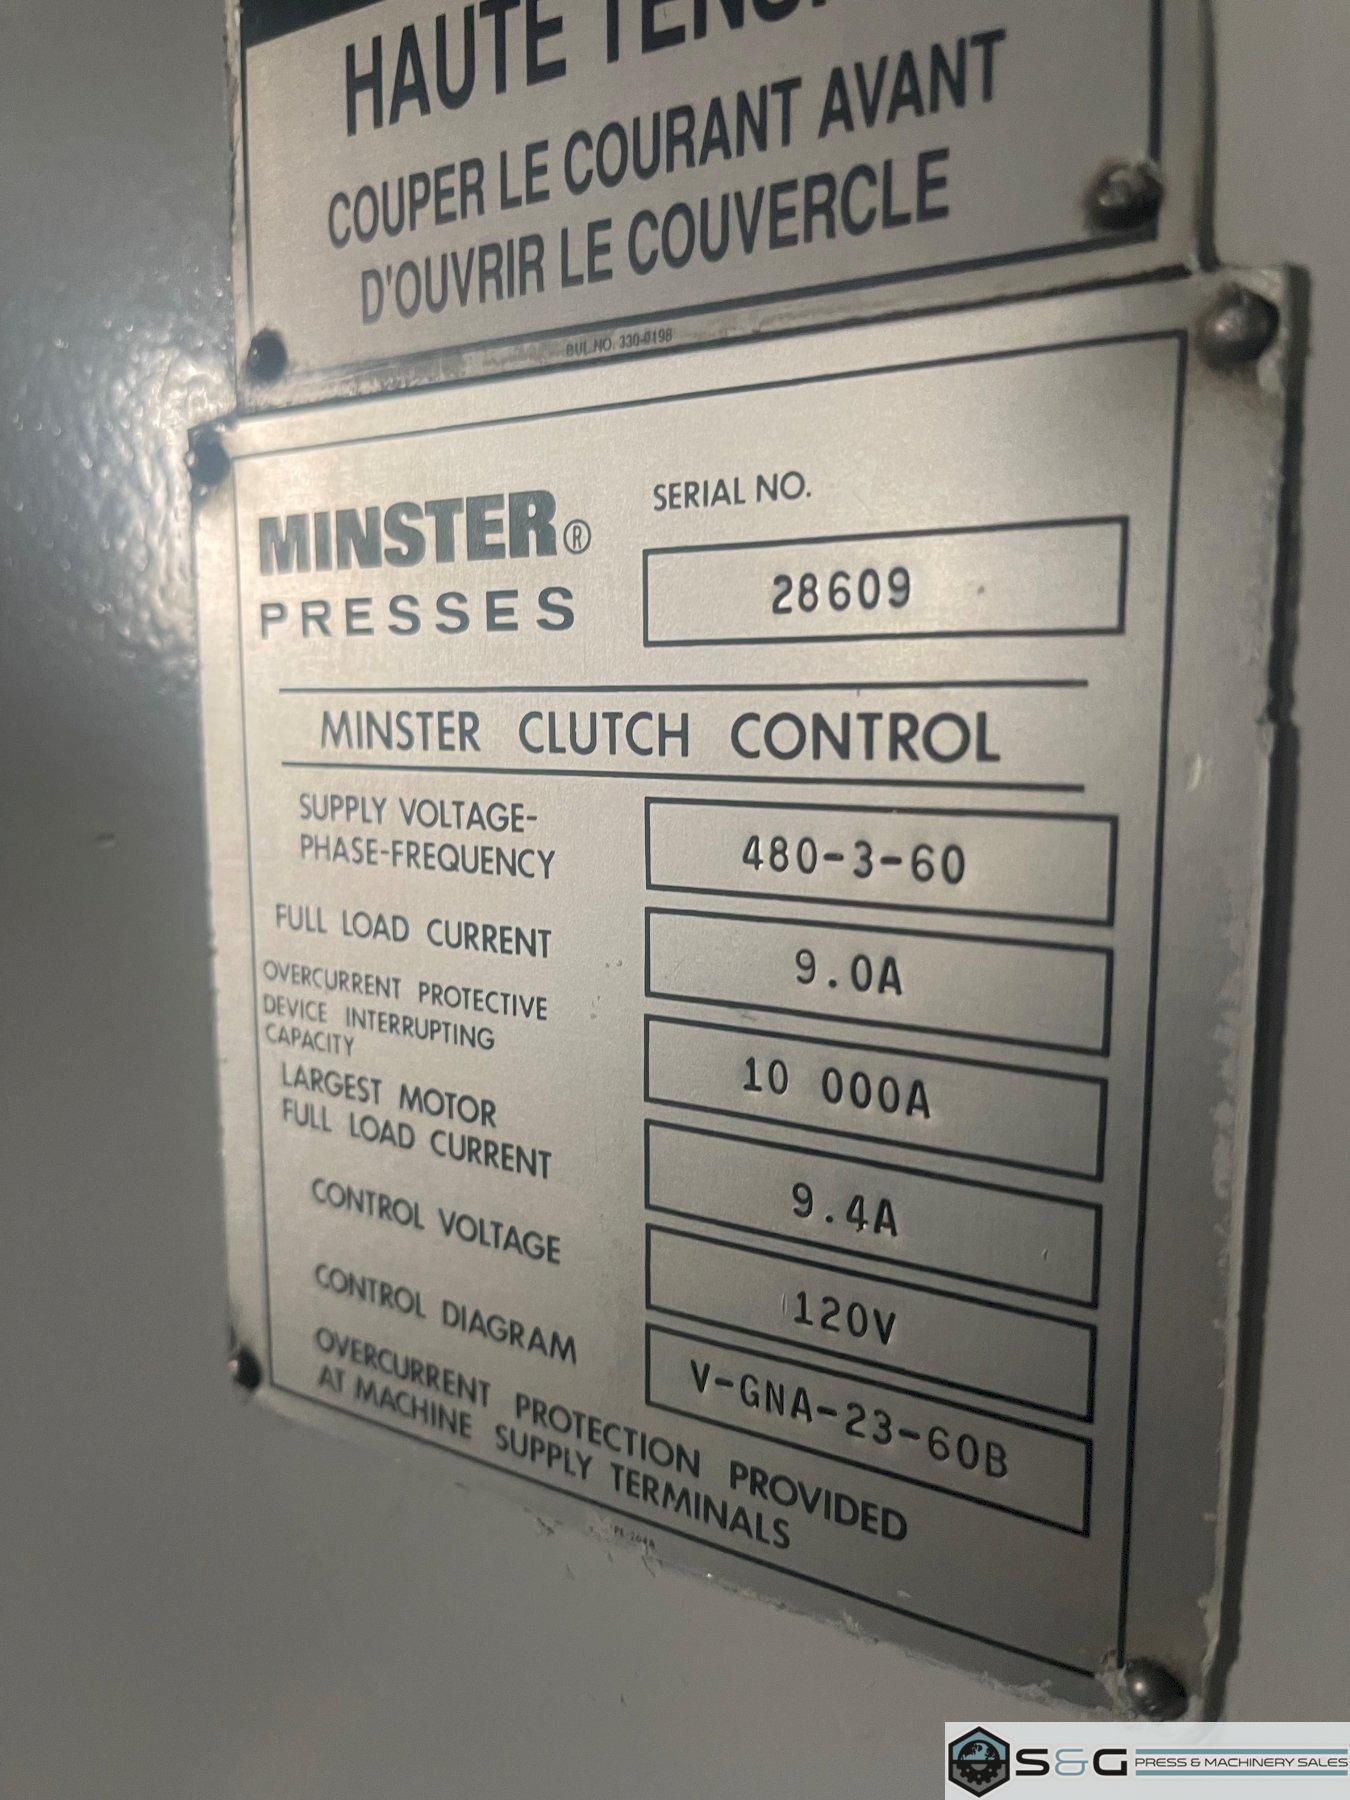 HAUTE
COUPER LE COURANT AVANT
D'OUVRIR LE COUVERCLE
BUL.NO. 330-0198
MINSTER®
PRESSES
SERIAL NO.
28609
MINSTER CLUTCH CONTROL
SUPPLY VOLTAGE-
PHASE-FREQUENCY
480-3-60
FULL LOAD CURRENT
9.0A
OVERCURRENT PROTECTIVE
DEVICE INTERRUPTING
CAPACITY
10 000A
LARGEST MOTOR
FULL LOAD CURRENT
9.4A
CONTROL VOLTAGE
120V
CONTROL DIAGRAM
V-GNA-23-60B
OVERCURRENT PROTECTION PROVIDED
AT MACHINE SUPPLY TERMINALS
S&G PRESS & MACHINERY SALES